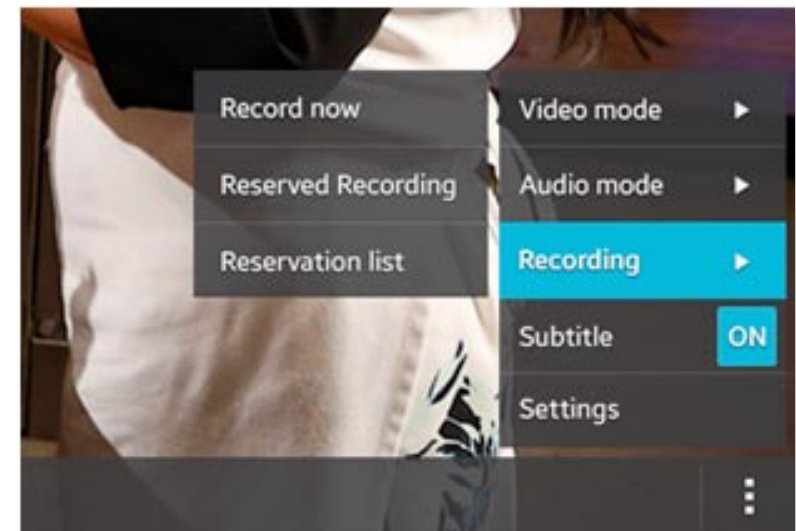 Record now
Reserved Recording
Reservation list
Video mode
Audio mode
Recording
Subtitle ON
Settings